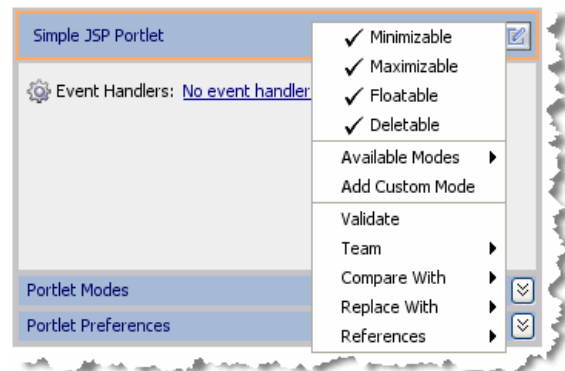 Simple JSP Portlet
Minimizable
Maximizable
Floatable
Deletable
Event Handlers: No event handler
Available Modes
Add Custom Mode
Validate
Team
Compare With
Replace With
References
Portlet Modes
Portlet Preferences